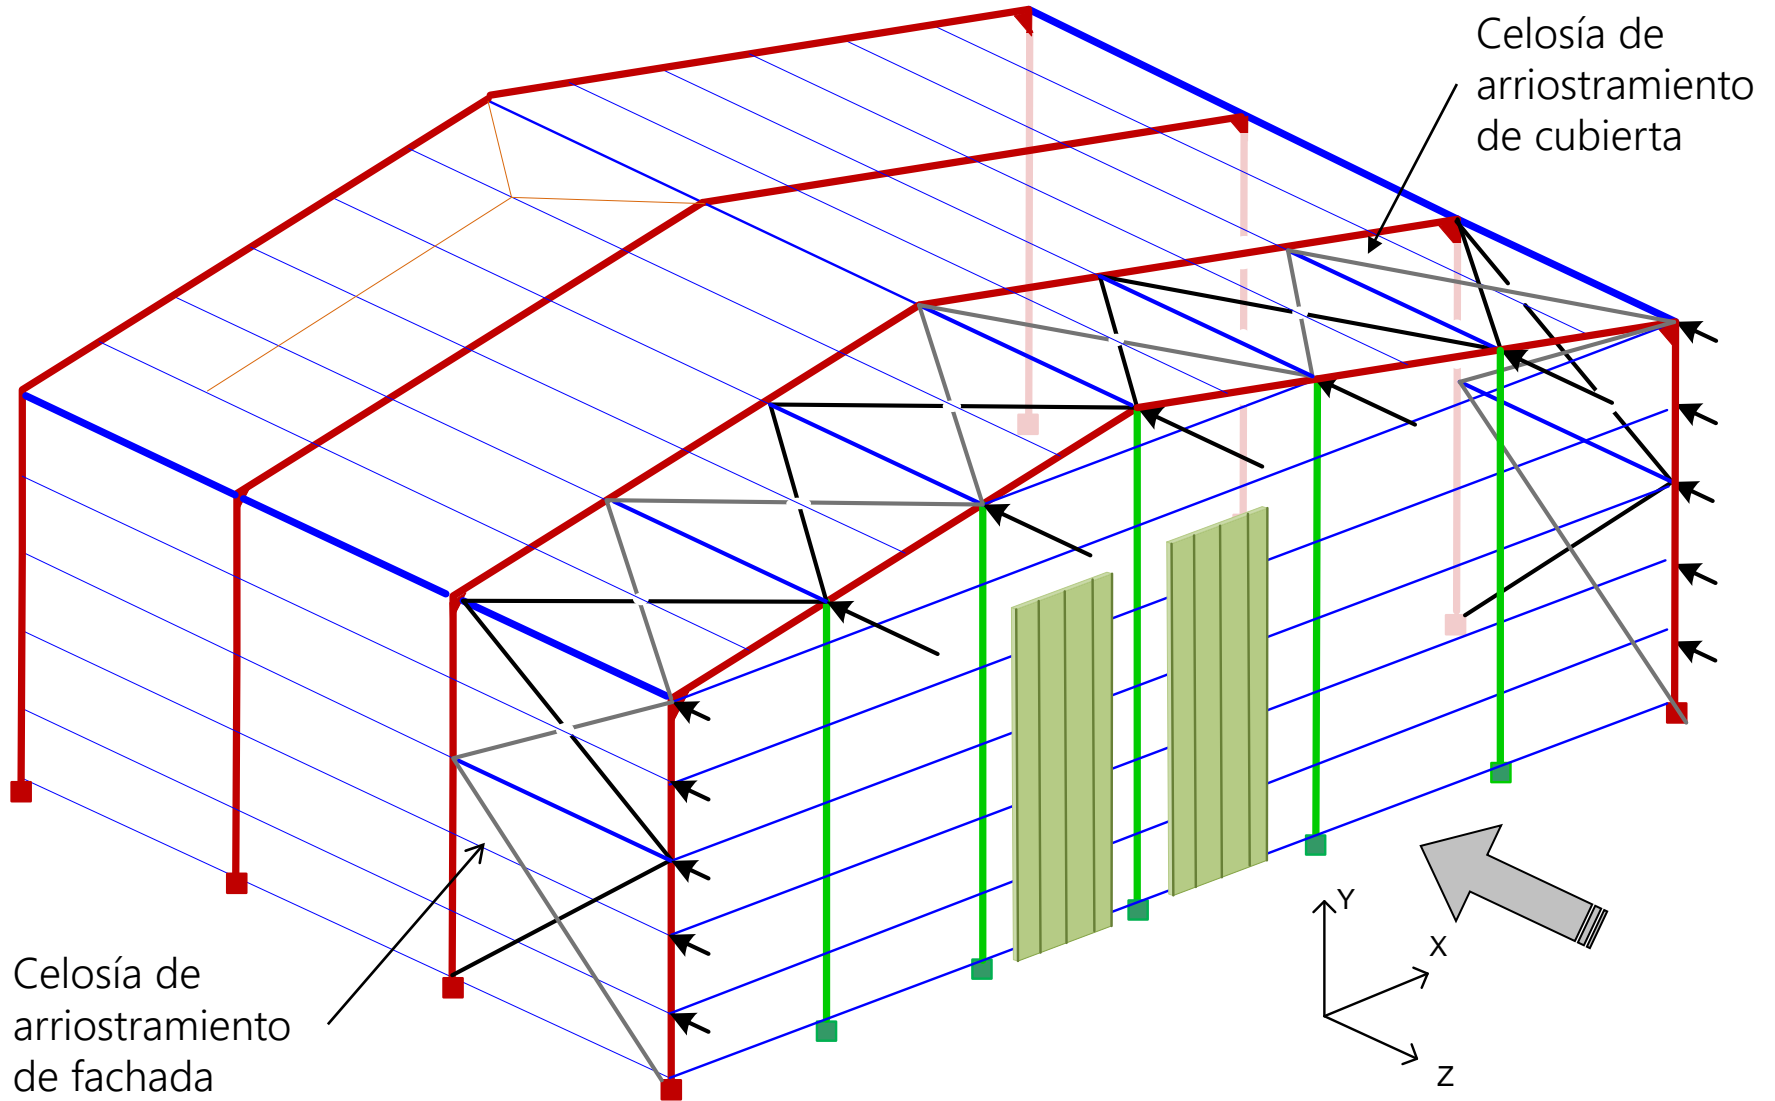 Celosía de
arriostramiento
de cubierta
Celosía de
arriostramiento
de fachada
Y
X
Z